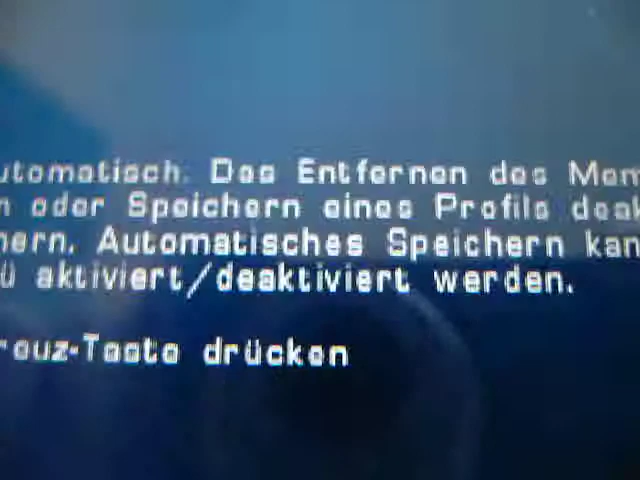 utomatisch. Das Entfernen des Mem
n oder Speichern eines Profils deak
hern. Automatisches Speichern kan
ü aktiviert/deaktiviert werden.
reuz-Taste drücken